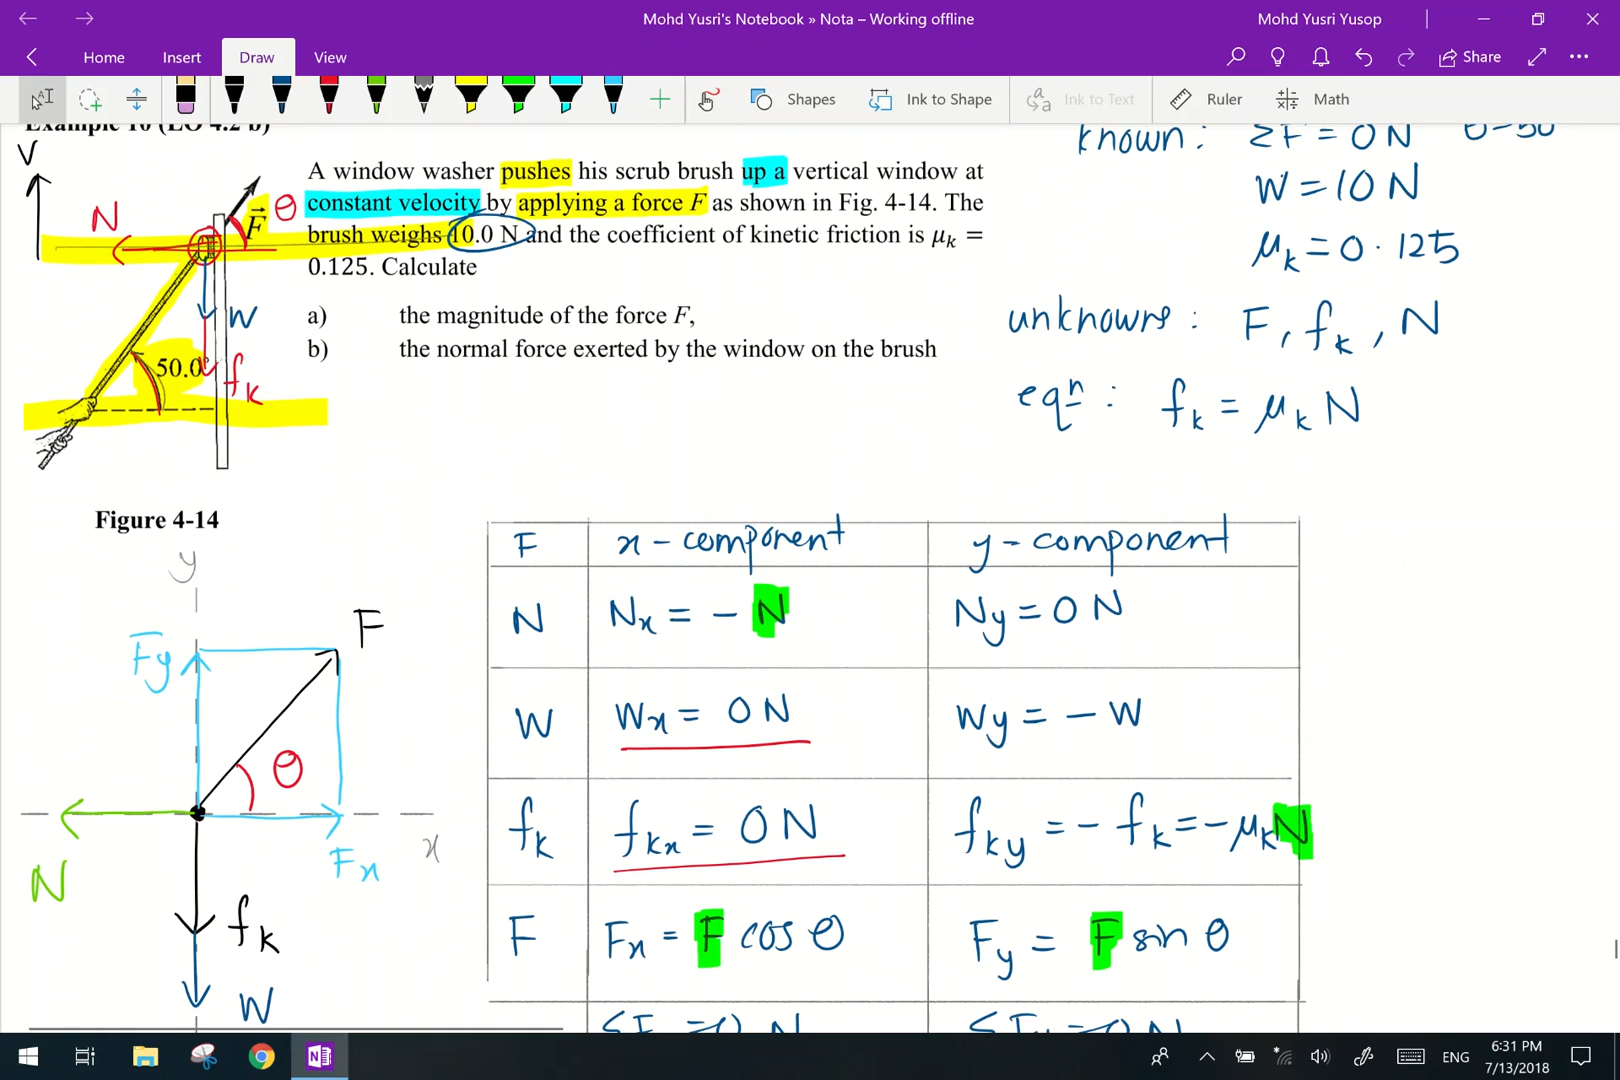 Mohd Yusri's Notebook » Nota – Working offline
Mohd Yusri Yusop
Home Insert Draw View
Share
Shapes Ink to Shape Ink to Text Ruler Math
Example 10 (LO 4.2 b)
A window washer pushes his scrub brush up a vertical window at
constant velocity by applying a force F as shown in Fig. 4-14. The
brush weighs 10.0 N and the coefficient of kinetic friction is μk =
0.125. Calculate
a) the magnitude of the force F,
b) the normal force exerted by the window on the brush
V
N
θ
F
W
50.0
fk
Figure 4-14
known : ΣF = 0 N θ=50
W = 10 N
μk = 0.125
unknowns : F, fk, N
eqn : fk = μk N
y
Fy
F
θ
x
N
Fx
fk
W
F x - component y - component
N Nx = - N Ny = 0 N
W Wx = 0 N Wy = - W
fk fkx = 0 N fky = - fk = - μk N
F Fx = F cos θ Fy = F sin θ
ENG
6:31 PM
7/13/2018